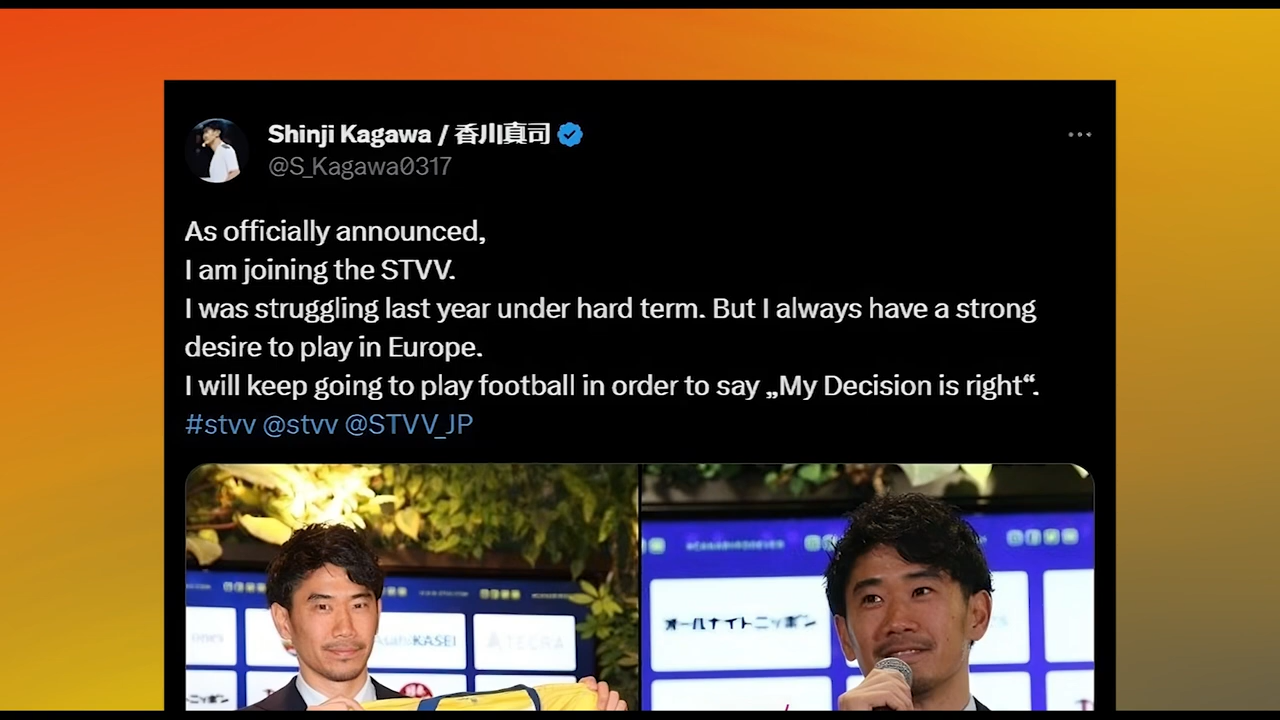 Shinji Kagawa / 香川真司
@S_Kagawa0317
As officially announced,
I am joining the STVV.
I was struggling last year under hard term. But I always have a strong
desire to play in Europe.
I will keep going to play football in order to say „My Decision is right“.
#stvv @stvv @STVV_JP
AsahiKASEI
オールナイトニッポン